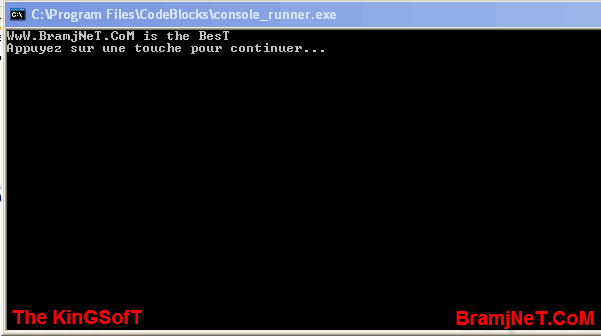 C:\Program Files\CodeBlocks\console_runner.exe
WwW.BramjNeT.CoM is the BesT
Appuyez sur une touche pour continuer...
The KinGSofT
BramjNeT.CoM